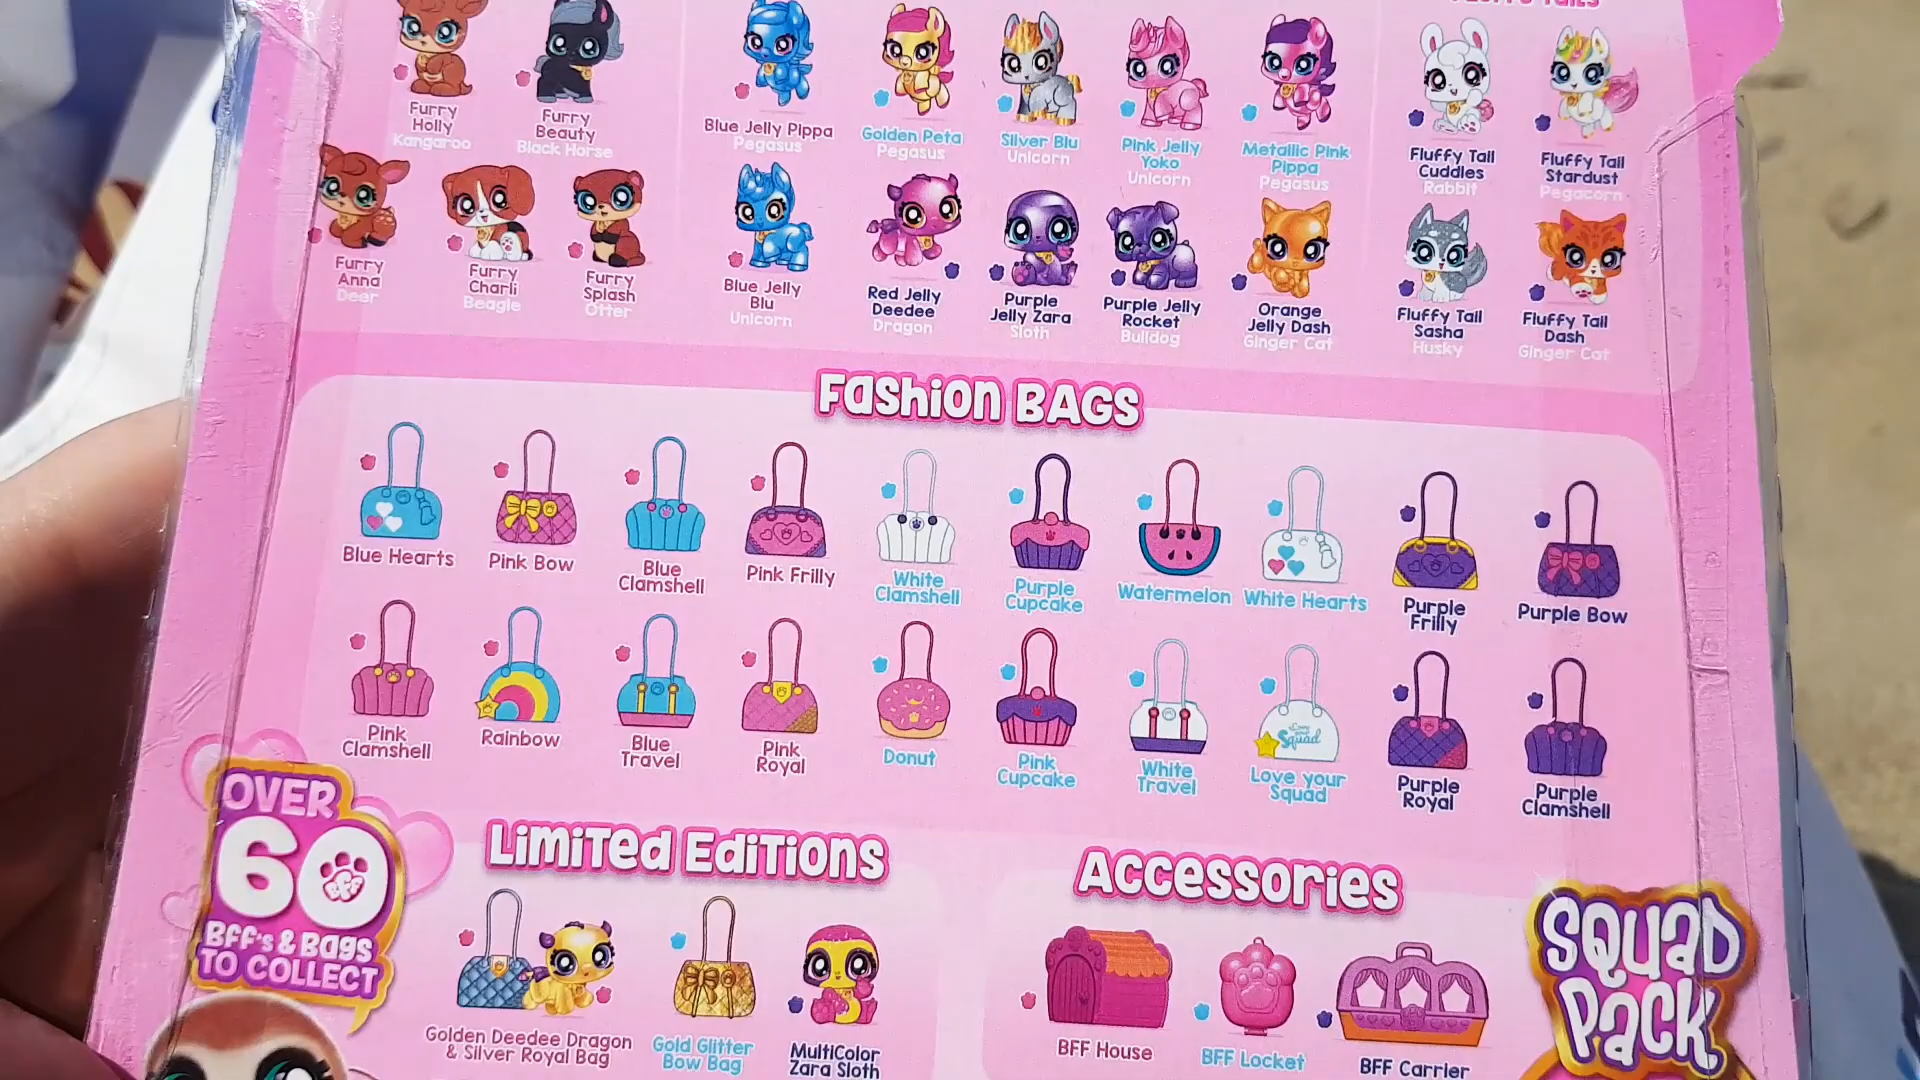 Furry
Holly
Kangaroo
Furry
Beauty
Black Horse
Blue Jelly Pippa
Pegasus
Golden Peta
Pegasus
Silver Blu
Unicorn
Pink Jelly
Yoko
Unicorn
Metallic Pink
Pippa
Pegasus
Fluffy Tail
Cuddles
Rabbit
Fluffy Tail
Stardust
Pegacorn
Furry
Anna
Deer
Furry
Charli
Beagle
Furry
Splash
Otter
Blue Jelly
Blu
Unicorn
Red Jelly
Deedee
Dragon
Purple
Jelly Zara
Sloth
Purple Jelly
Rocket
Bulldog
Orange
Jelly Dash
Ginger Cat
Fluffy Tail
Sasha
Husky
Fluffy Tail
Dash
Ginger Cat
Fashion BAGS
Blue Hearts
Pink Bow
Blue
Clamshell
Pink Frilly
White
Clamshell
Purple
Cupcake
Watermelon
White Hearts
Purple
Frilly
Purple Bow
Pink
Clamshell
Rainbow
Blue
Travel
Pink
Royal
Donut
Pink
Cupcake
White
Travel
Squad
Love your
Squad
Purple
Royal
Purple
Clamshell
OVER
60
BFF
BFF's & BAGS
TO COLLECT
Limited Editions
Golden Deedee Dragon
& Silver Royal Bag
Gold Glitter
Bow Bag
MultiColor
Zara Sloth
Accessories
BFF House
BFF Locket
BFF Carrier
SQUAD
PACK